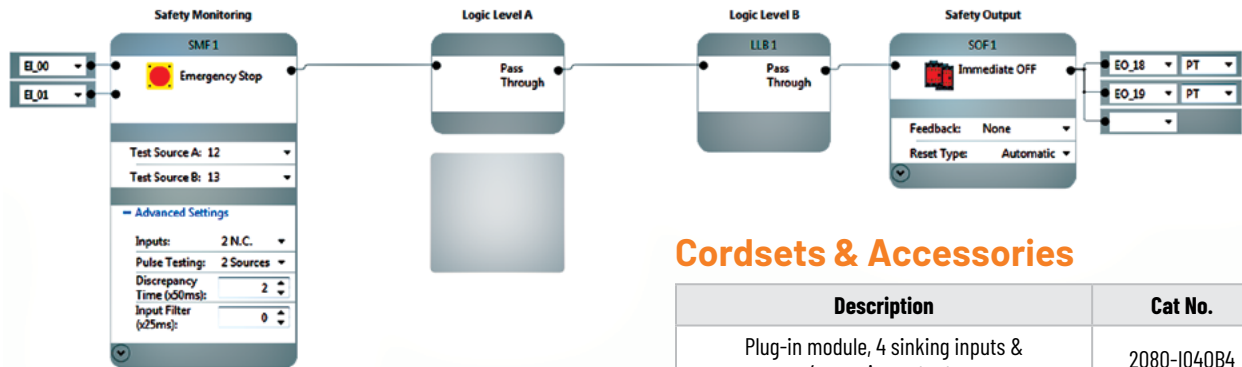 Safety Monitoring
Logic Level A
Logic Level B
Safety Output
SMF 1
EI_00
EI_01
Emergency Stop
Test Source A: 12
Test Source B: 13
Advanced Settings
Inputs: 2 N.C.
Pulse Testing: 2 Sources
Discrepancy
Time (x50ms): 2
Input Filter
(x25ms): 0
Pass
Through
LLB 1
Pass
Through
SOF 1
Immediate OFF
EO_18 PT
EO_19 PT
Feedback: None
Reset Type: Automatic
Cordsets & Accessories
Description Cat No.
Plug-in module, 4 sinking inputs &
2080-IO40B4